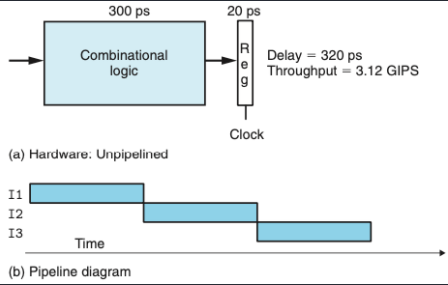 300 ps
20 ps
Combinational
logic
R
e
g
Delay = 320 ps
Throughput = 3.12 GIPS
Clock
(a) Hardware: Unpipelined
I1
I2
I3
Time
(b) Pipeline diagram